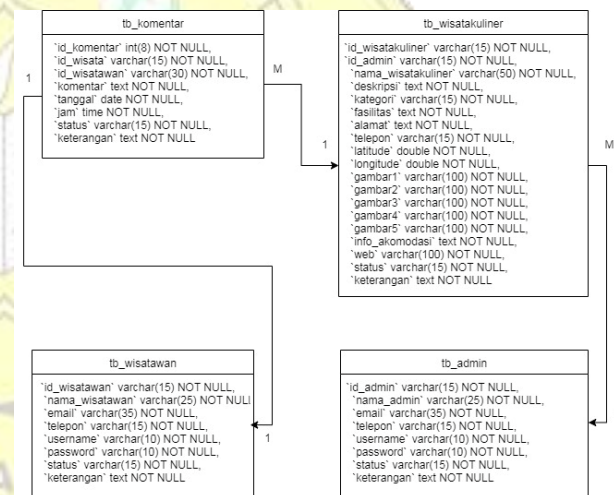 tb_komentar
`id_komentar` int(8) NOT NULL,
`id_wisata` varchar(15) NOT NULL,
`id_wisatawan` varchar(30) NOT NULL,
`komentar` text NOT NULL,
`tanggal` date NOT NULL,
`jam` time NOT NULL,
`status` varchar(15) NOT NULL,
`keterangan` text NOT NULL
1
M
tb_wisatakuliner
`id_wisatakuliner` varchar(15) NOT NULL,
`id_admin` varchar(15) NOT NULL,
`nama_wisatakuliner` varchar(50) NOT NULL,
`deskripsi` text NOT NULL,
`kategori` varchar(15) NOT NULL,
`fasilitas` text NOT NULL,
`alamat` text NOT NULL,
`telepon` varchar(15) NOT NULL,
`latitude` double NOT NULL,
`longitude` double NOT NULL,
`gambar1` varchar(100) NOT NULL,
`gambar2` varchar(100) NOT NULL,
`gambar3` varchar(100) NOT NULL,
`gambar4` varchar(100) NOT NULL,
`gambar5` varchar(100) NOT NULL,
`info_akomodasi` text NOT NULL,
`web` varchar(100) NOT NULL,
`status` varchar(15) NOT NULL,
`keterangan` text NOT NULL
1
M
tb_wisatawan
`id_wisatawan` varchar(15) NOT NULL,
`nama_wisatawan` varchar(25) NOT NULL
`email` varchar(35) NOT NULL,
`telepon` varchar(15) NOT NULL,
`username` varchar(10) NOT NULL,
`password` varchar(10) NOT NULL,
`status` varchar(15) NOT NULL,
`keterangan` text NOT NULL
1
tb_admin
`id_admin` varchar(15) NOT NULL,
`nama_admin` varchar(25) NOT NULL,
`email` varchar(35) NOT NULL,
`telepon` varchar(15) NOT NULL,
`username` varchar(10) NOT NULL,
`password` varchar(10) NOT NULL,
`status` varchar(15) NOT NULL,
`keterangan` text NOT NULL